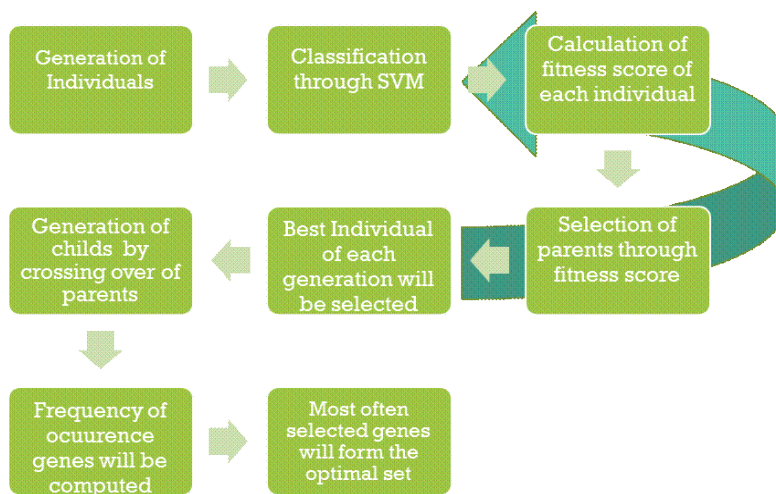 Generation of
Individuals
Classification
through SVM
Calculation of
fitness score of
each individual
Selection of
parents through
fitness score
Best Individual
of each
generation will
be selected
Generation of
childs by
crossing over of
parents
Frequency of
ocuurence
genes will be
computed
Most often
selected genes
will form the
optimal set